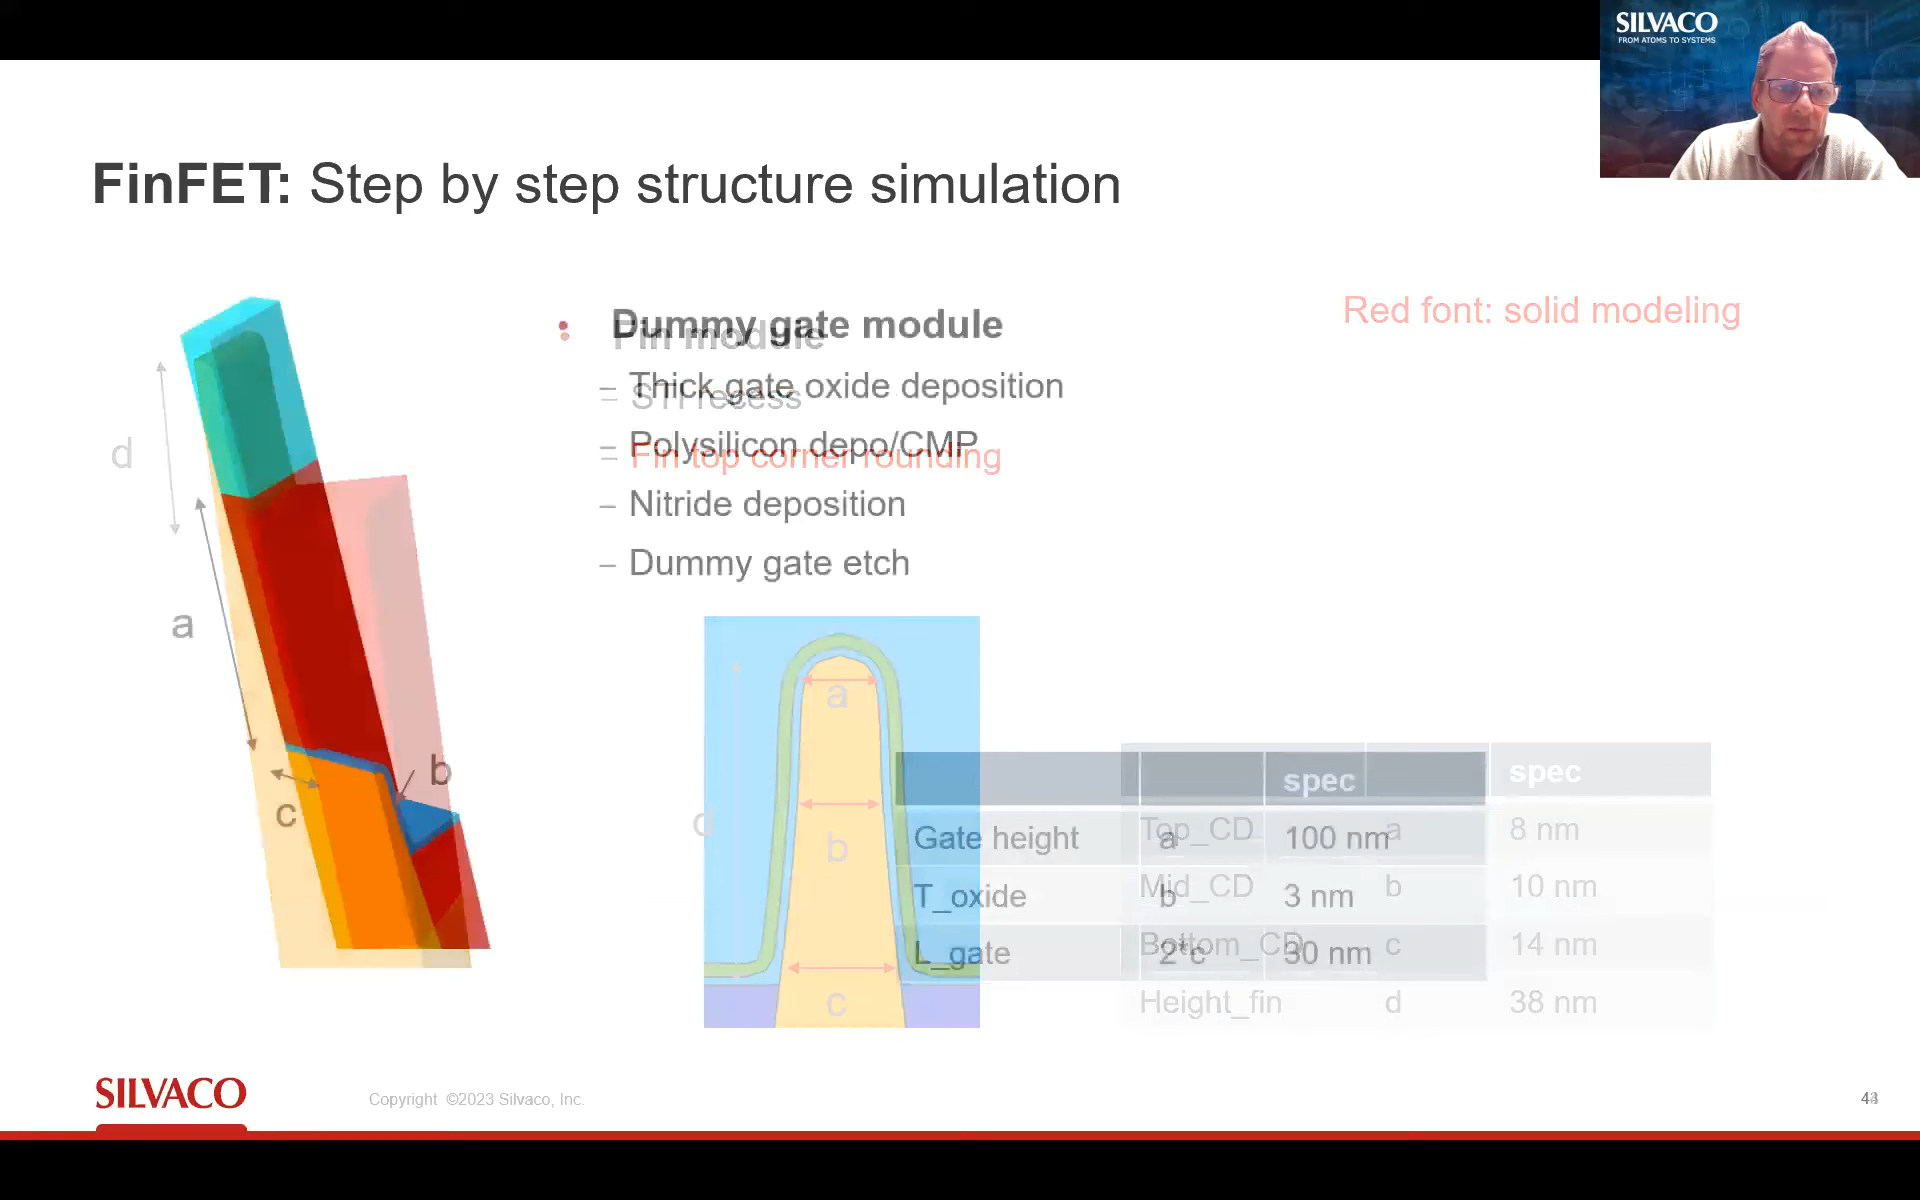 SILVACO
FROM ATOMS TO SYSTEMS
FinFET: Step by step structure simulation
Red font: solid modeling
• Dummy gate module
• Fin module
– Thick gate oxide deposition
– STI recess
– Polysilicon depo/CMP
– Fin top corner rounding
– Nitride deposition
– Dummy gate etch
d
a
b
c
a
b
c
d
spec
Gate height a 100 nm
T_oxide b 3 nm
L_gate 2*c 30 nm
spec
Top_CD a 8 nm
Mid_CD b 10 nm
Bottom_CD c 14 nm
Height_fin d 38 nm
SILVACO
Copyright ©2023 Silvaco, Inc.